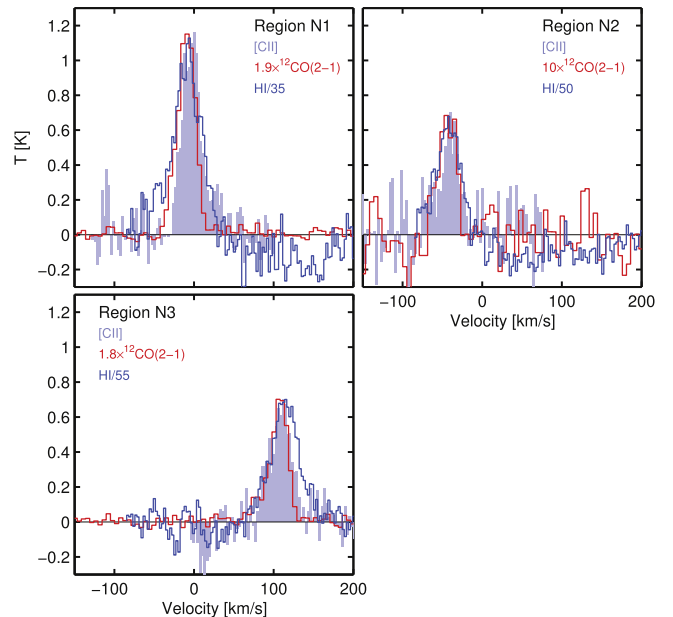 Region N1
[CII]
1.9×¹²CO(2−1)
HI/35
T [K]
1.2
1
0.8
0.6
0.4
0.2
0
−0.2
Region N2
[CII]
10×¹²CO(2−1)
HI/50
−100
0
100
200
Velocity [km/s]
Region N3
[CII]
1.8×¹²CO(2−1)
HI/55
1.2
1
0.8
0.6
0.4
0.2
0
−0.2
−100
0
100
200
Velocity [km/s]